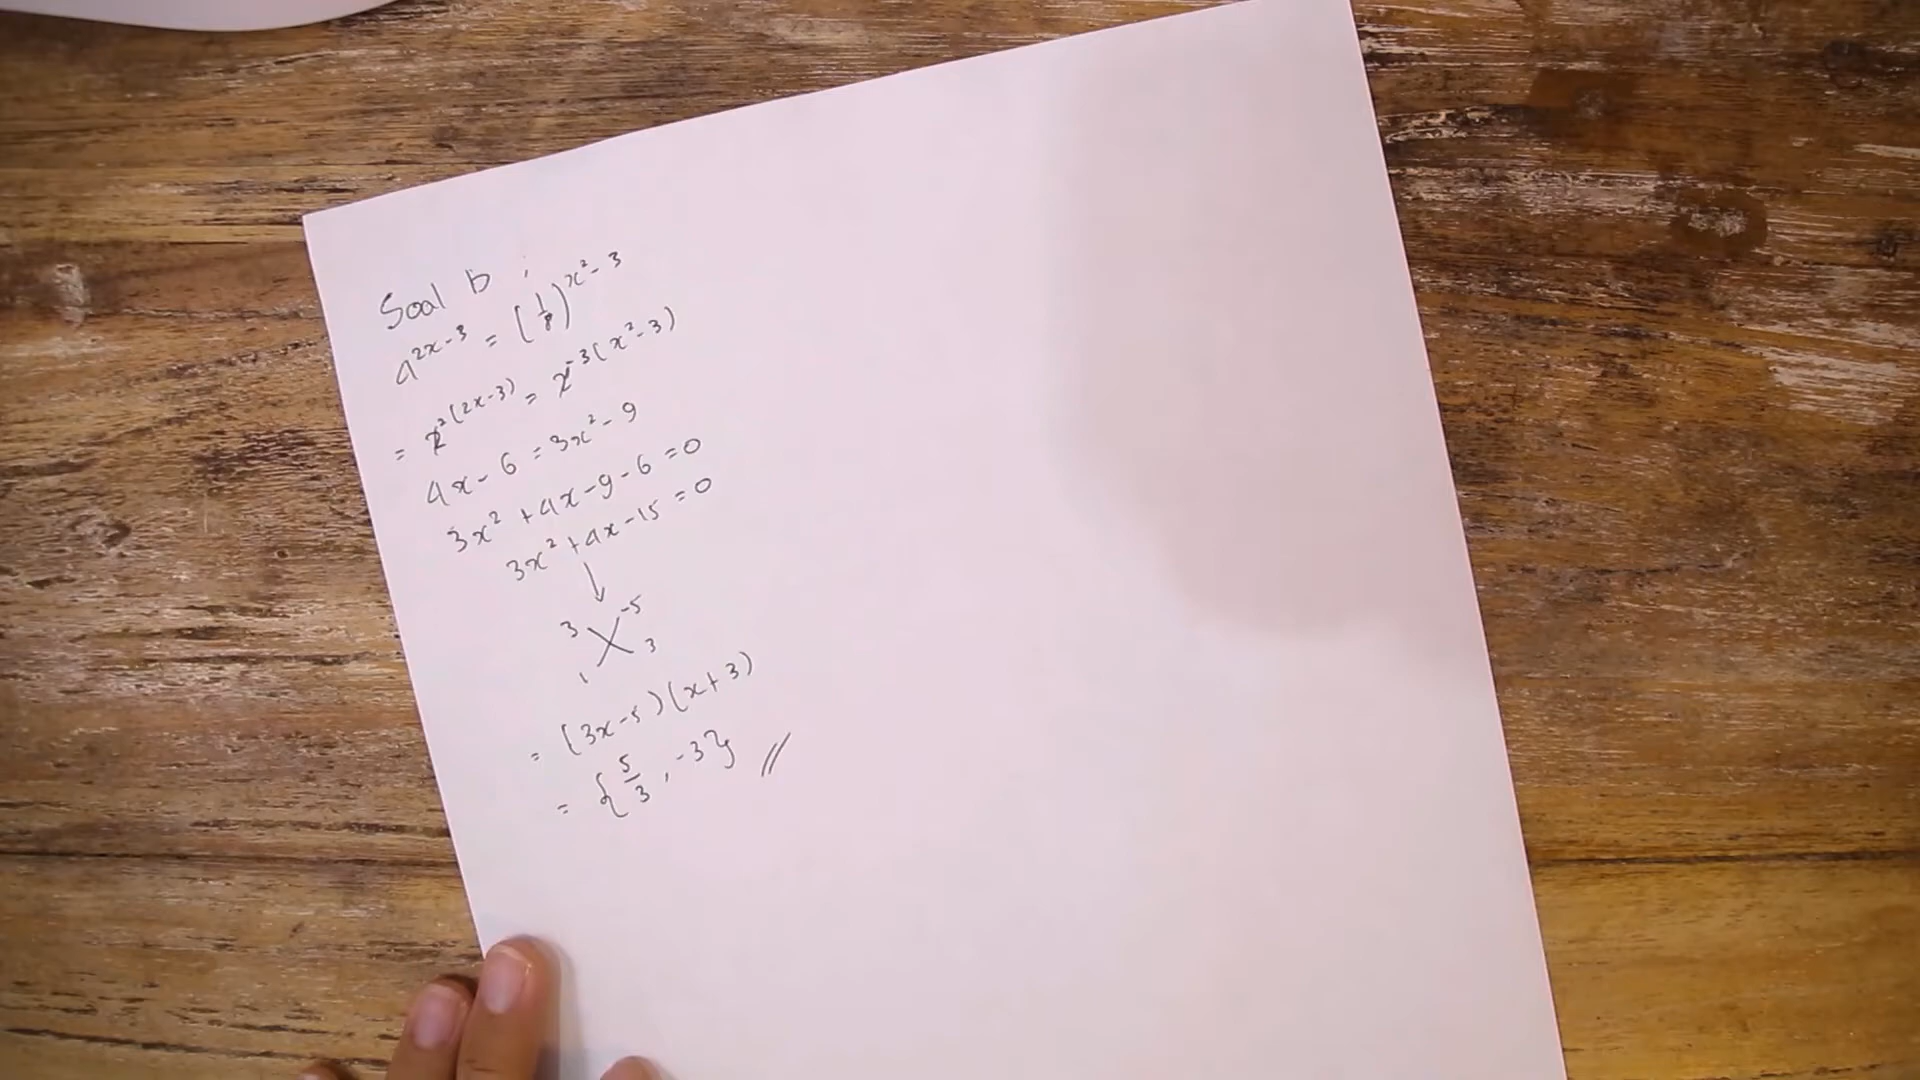 Soal b :
4^{2x-3} = (1/8)^{x²-3}
= 2^{2(2x-3)} = 2^{-3(x²-3)}
4x - 6 = 3x² - 9
3x² + 4x - 9 - 6 = 0
3x² + 4x - 15 = 0
3 -5
1 3
= (3x-5)(x+3)
= {5/3, -3}